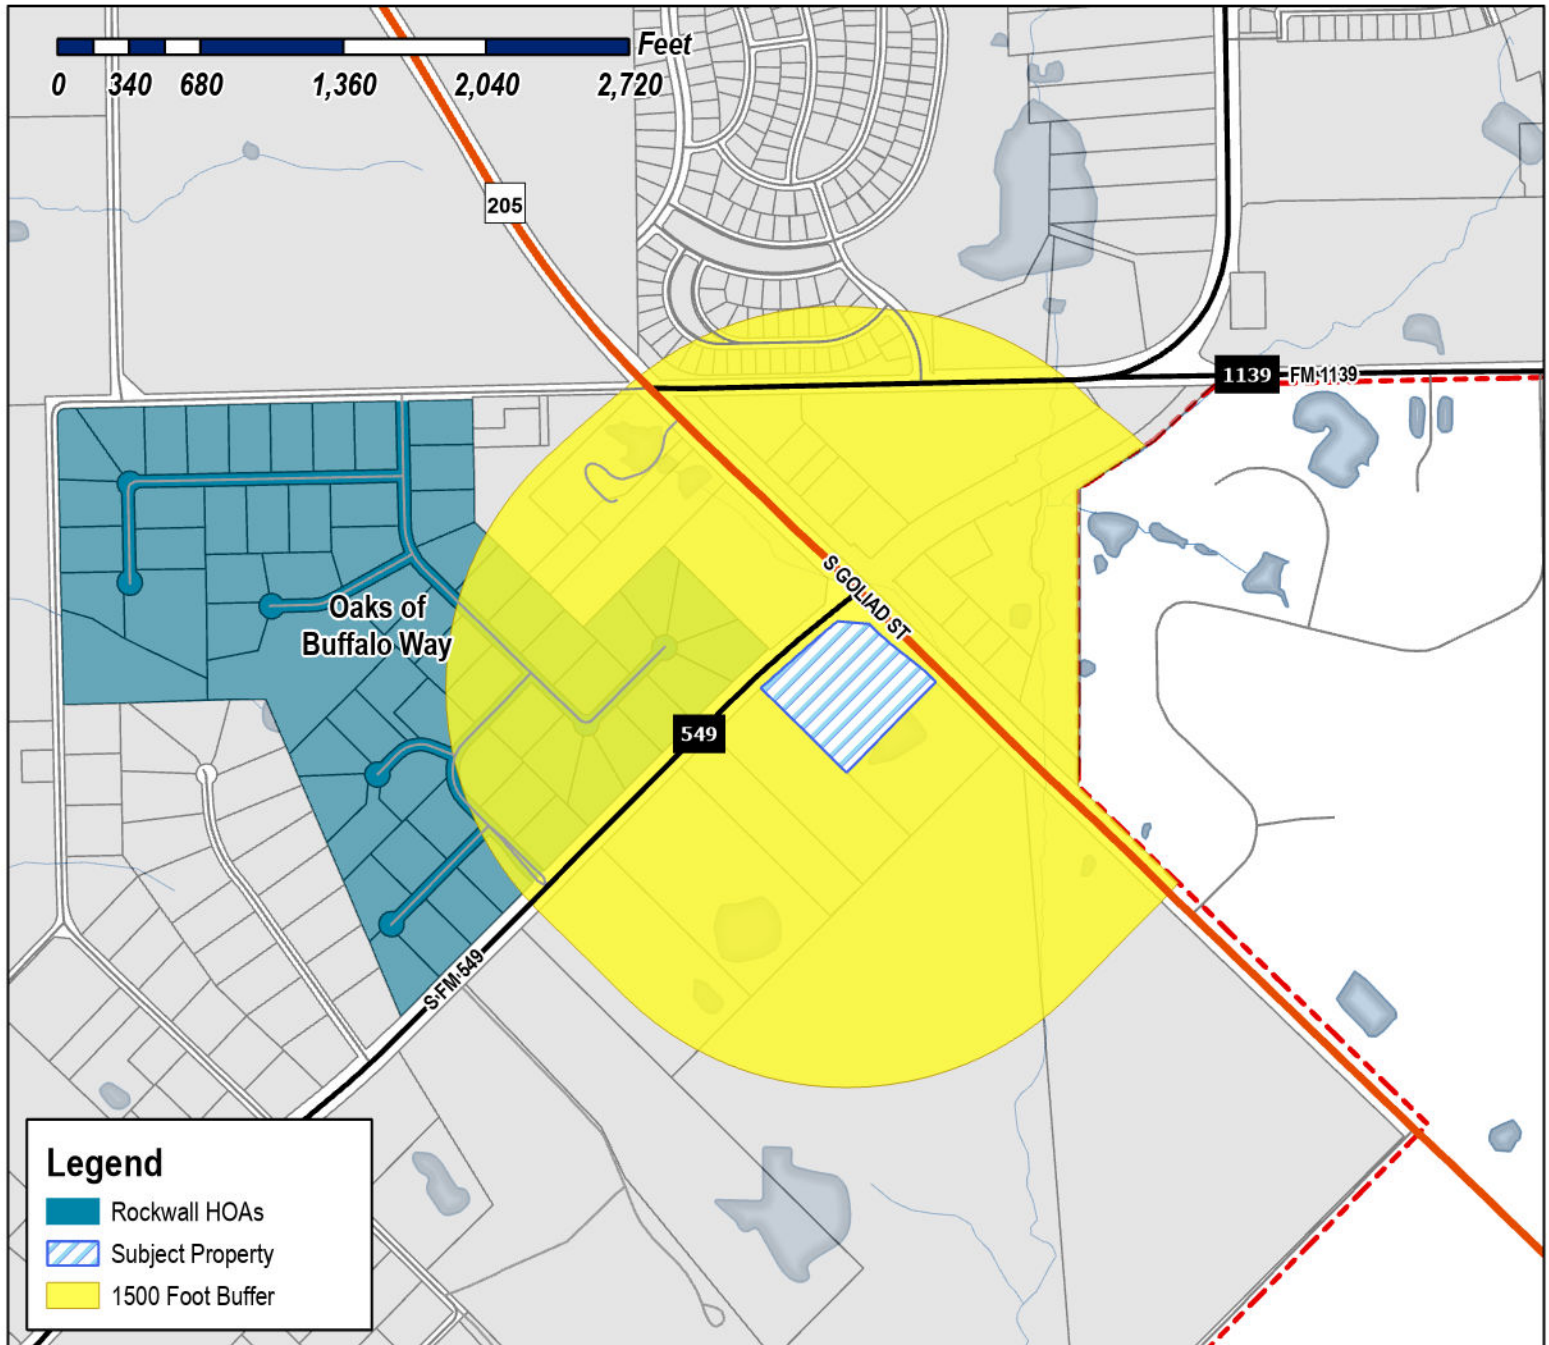 Feet
0 340 680 1,360 2,040 2,720
205
1139
FM 1139
Oaks of
Buffalo Way
S GOLIAD ST
549
S FM 549
Legend
Rockwall HOAs
Subject Property
1500 Foot Buffer